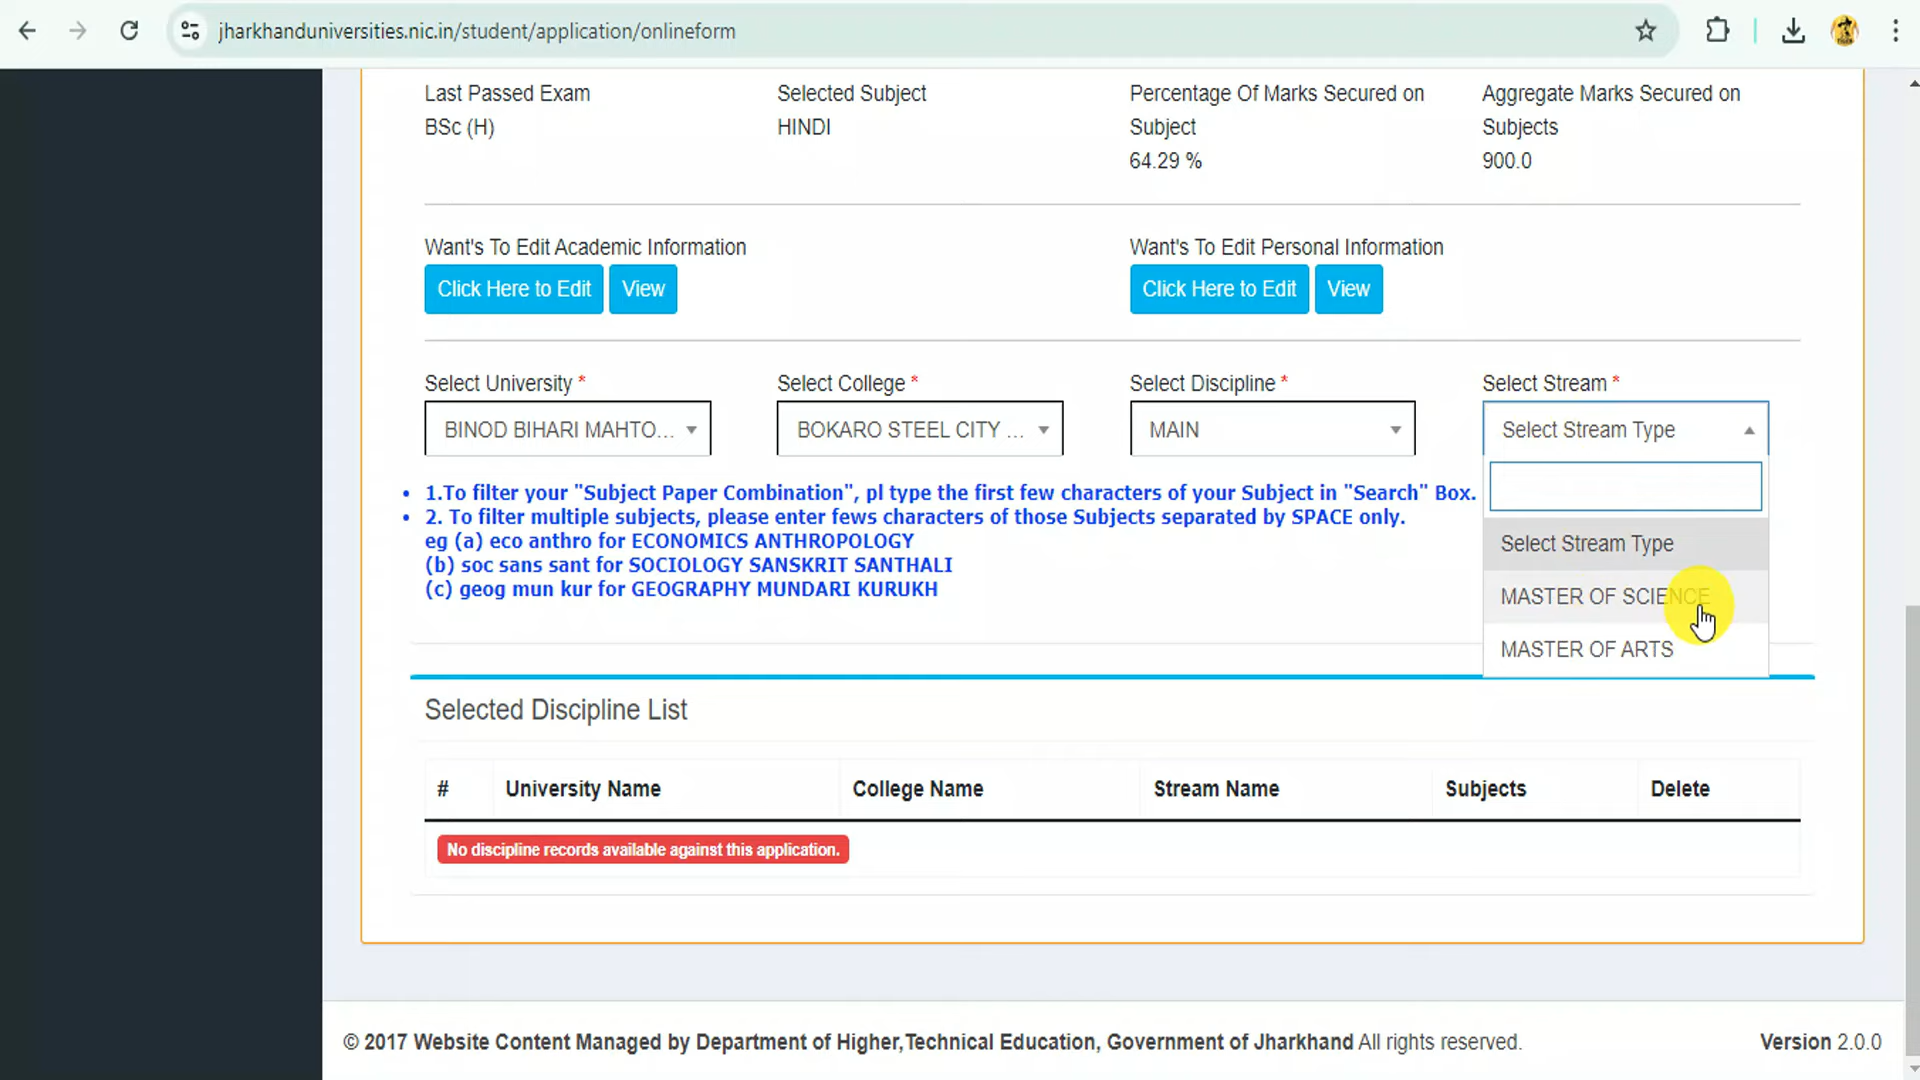 jharkhanduniversities.nic.in/student/application/onlineform
Last Passed Exam
BSc (H)
Selected Subject
HINDI
Percentage Of Marks Secured on
Subject
64.29 %
Aggregate Marks Secured on
Subjects
900.0
Want's To Edit Academic Information
Click Here to Edit View
Want's To Edit Personal Information
Click Here to Edit View
Select University *
BINOD BIHARI MAHTO...
Select College *
BOKARO STEEL CITY ...
Select Discipline *
MAIN
Select Stream *
Select Stream Type
Select Stream Type
MASTER OF SCIENCE
MASTER OF ARTS
• 1.To filter your "Subject Paper Combination", pl type the first few characters of your Subject in "Search" Box.
• 2. To filter multiple subjects, please enter fews characters of those Subjects separated by SPACE only.
eg (a) eco anthro for ECONOMICS ANTHROPOLOGY
(b) soc sans sant for SOCIOLOGY SANSKRIT SANTHALI
(c) geog mun kur for GEOGRAPHY MUNDARI KURUKH
Selected Discipline List
# University Name College Name Stream Name Subjects Delete
No discipline records available against this application.
© 2017 Website Content Managed by Department of Higher,Technical Education, Government of Jharkhand All rights reserved.
Version 2.0.0